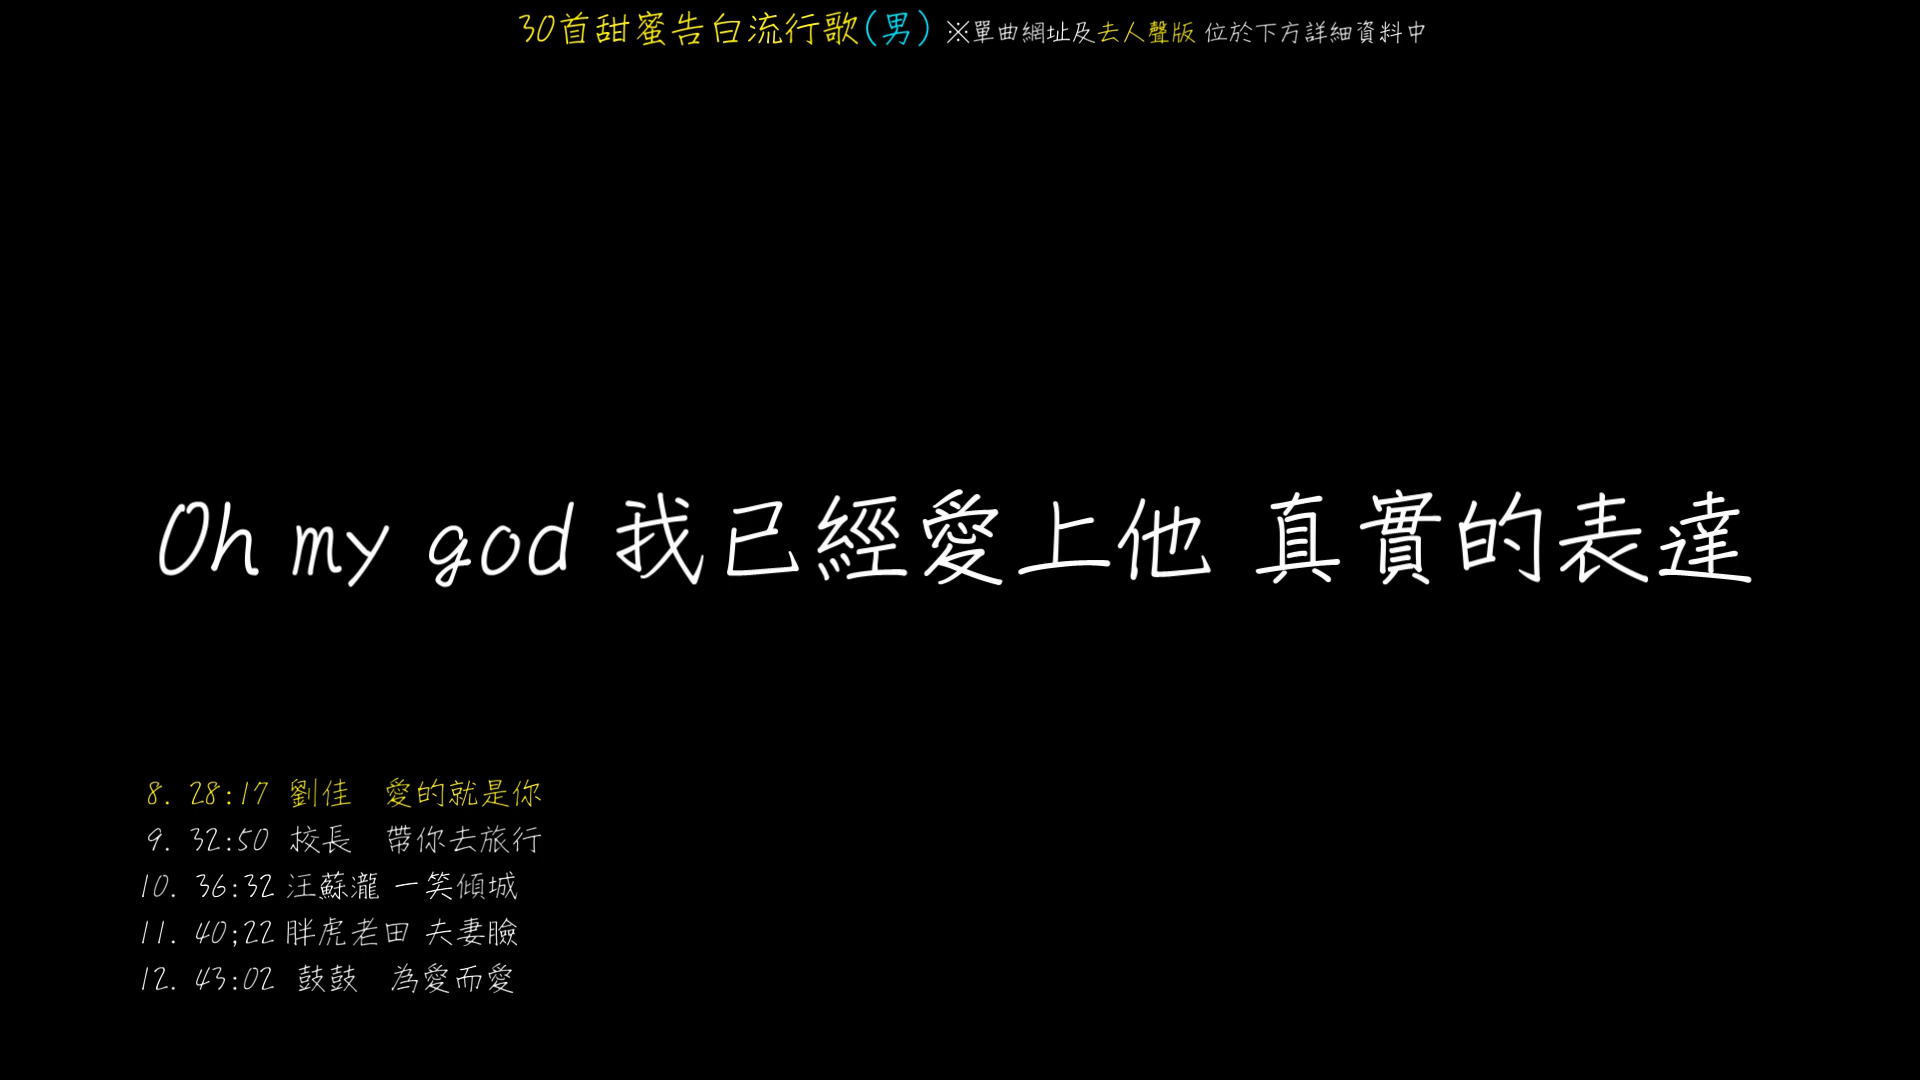 30首甜蜜告白流行歌(男) ※單曲網址及去人聲版 位於下方詳細資料中
Oh my god 我已經愛上他 真實的表達
8. 28:17 劉佳 愛的就是你
9. 32:50 校長 帶你去旅行
10. 36:32 汪蘇瀧 一笑傾城
11. 40;22 胖虎老田 夫妻臉
12. 43:02 鼓鼓 為愛而愛